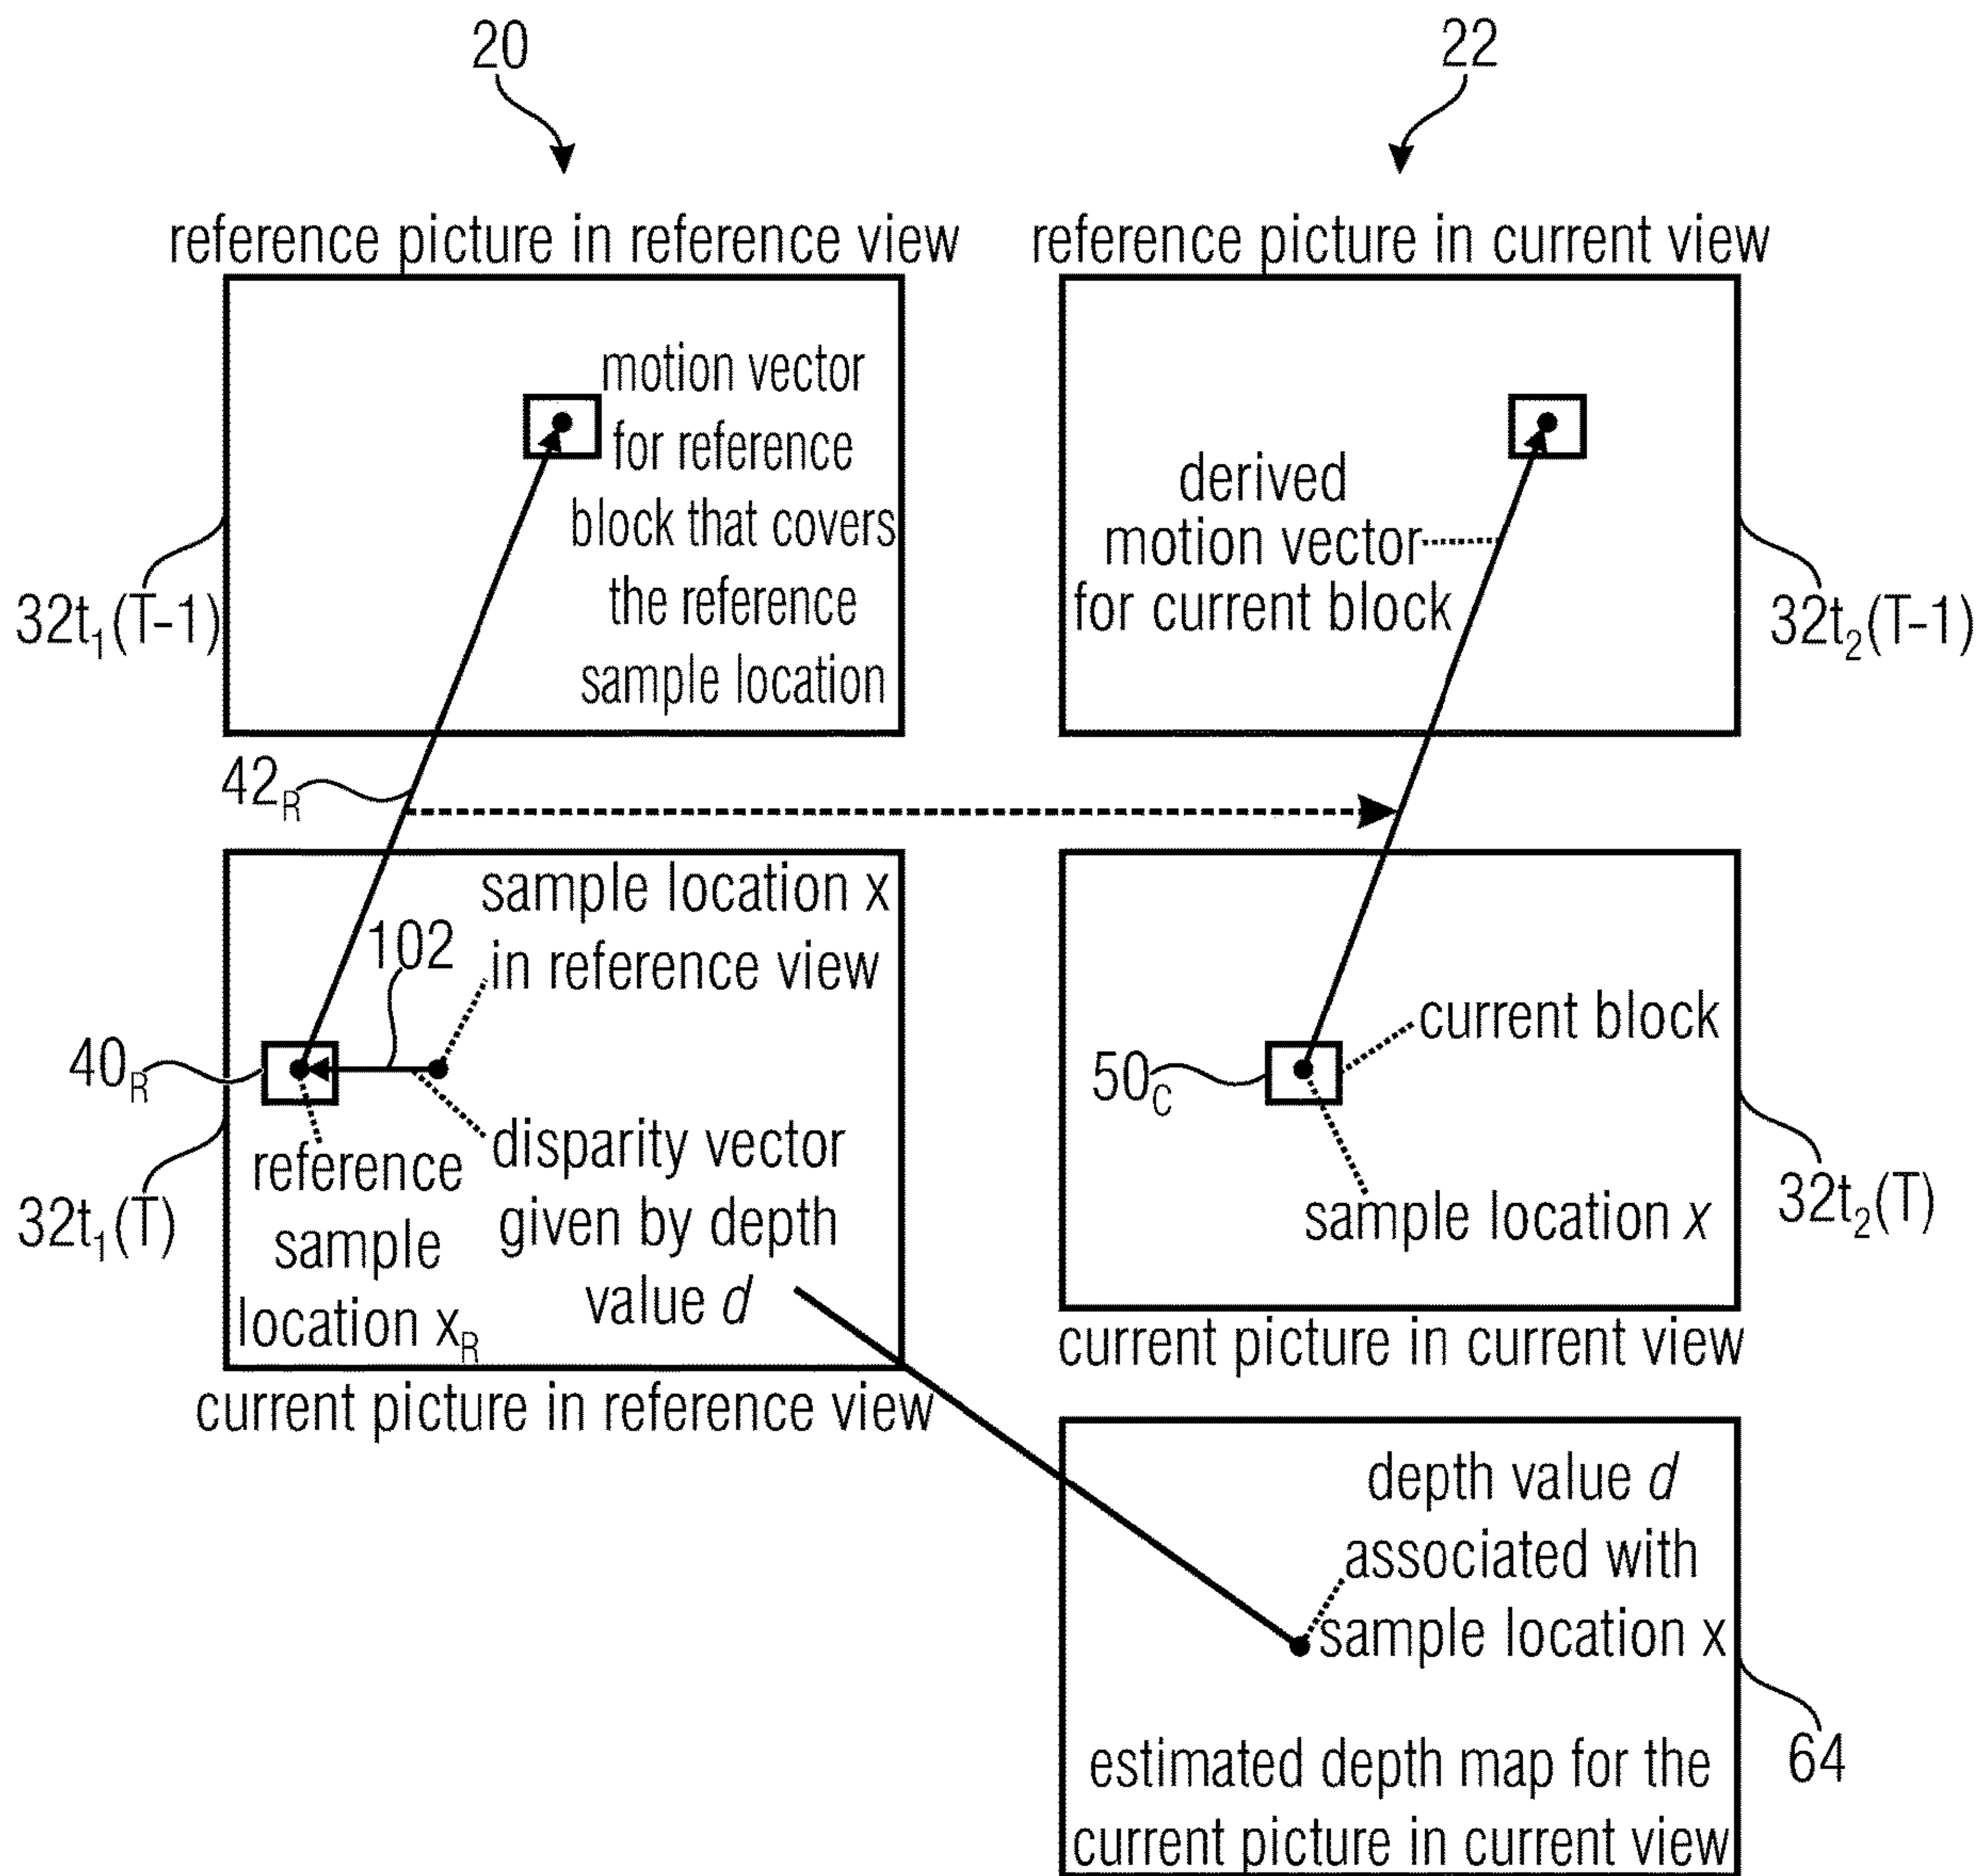 20
22
reference picture in reference view
reference picture in current view
motion vector
for reference
block that covers
the reference
sample location
derived
motion vector
for current block
32t₁(T-1)
32t₂(T-1)
42R
sample location x
in reference view
102
40R
reference
sample
location xR
disparity vector
given by depth
value d
32t₁(T)
current picture in reference view
current block
50C
sample location x
32t₂(T)
current picture in current view
depth value d
associated with
sample location x
64
estimated depth map for the
current picture in current view